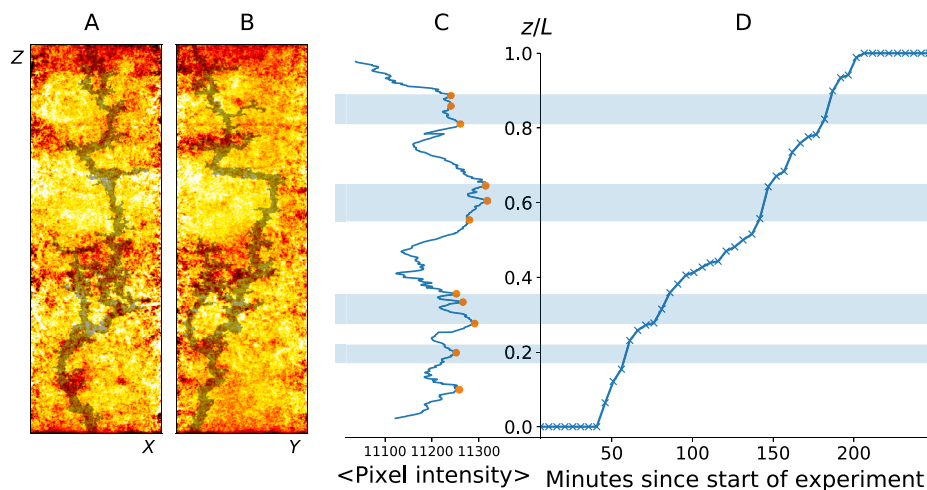 A
B
C
z/L
D
Z
1.0
0.8
0.6
0.4
0.2
0.0
X
Y
11100 11200 11300
50 100 150 200
<Pixel intensity>
Minutes since start of experiment